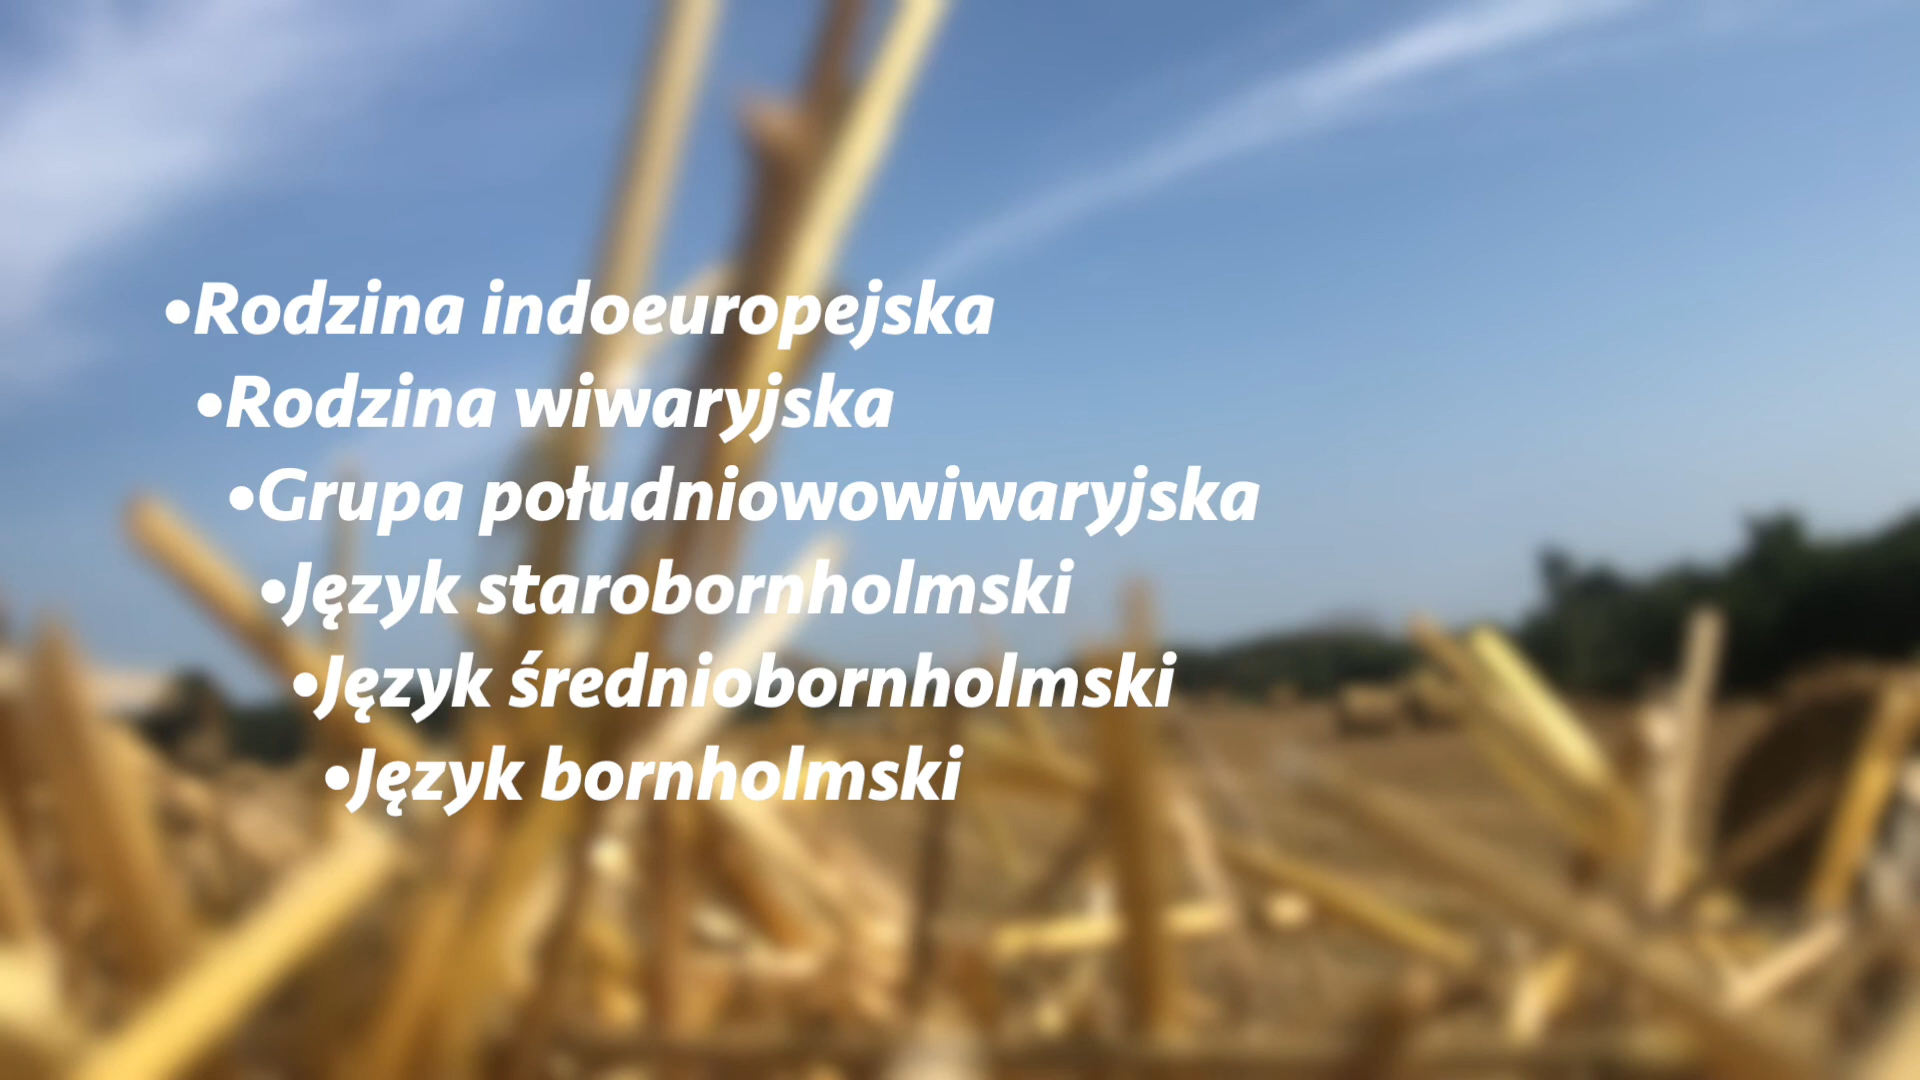 •Rodzina indoeuropejska
•Rodzina wiwaryjska
•Grupa południowowiwaryjska
•Język starobornholmski
•Język średniobornholmski
•Język bornholmski